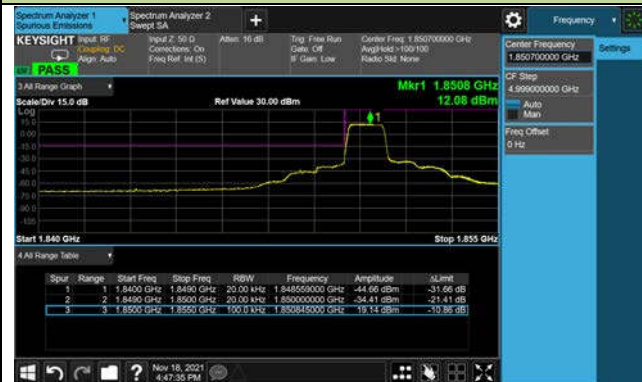 Spectrum Analyzer 1
Spurious Emissions
Spectrum Analyzer 2
Swept SA
+
Frequency
KEYSIGHT
Input: RF
Coupling: DC
Align: Auto
Input Z: 50 Ω
Corrections: On
Freq Ref: Int (S)
Atten: 16 dB
Trig: Free Run
Gate: Off
IF Gain: Low
Center Freq: 1.850700000 GHz
Avg|Hold:>100/100
Radio Std: None
PASS
Center Frequency
1.850700000 GHz
Settings
CF Step
4.999000000 GHz
Auto
Man
Freq Offset
0 Hz
3 All Range Graph
Mkr1 1.8508 GHz
Scale/Div 15.0 dB
Ref Value 30.00 dBm
12.08 dBm
Log
15.0
0.00
-15.0
-30.0
-45.0
-60.0
-75.0
-90.0
-105
1
Start 1.840 GHz
Stop 1.855 GHz
4 All Range Table
Spur Range Start Freq Stop Freq RBW Frequency Amplitude ΔLimit
1 1 1.8400 GHz 1.8490 GHz 20.00 kHz 1.848559000 GHz -44.66 dBm -31.66 dB
2 2 1.8490 GHz 1.8500 GHz 20.00 kHz 1.850000000 GHz -34.41 dBm -21.41 dB
3 3 1.8500 GHz 1.8550 GHz 100.0 kHz 1.850845000 GHz 19.14 dBm -10.86 dB
?
Nov 18, 2021
4:47:35 PM